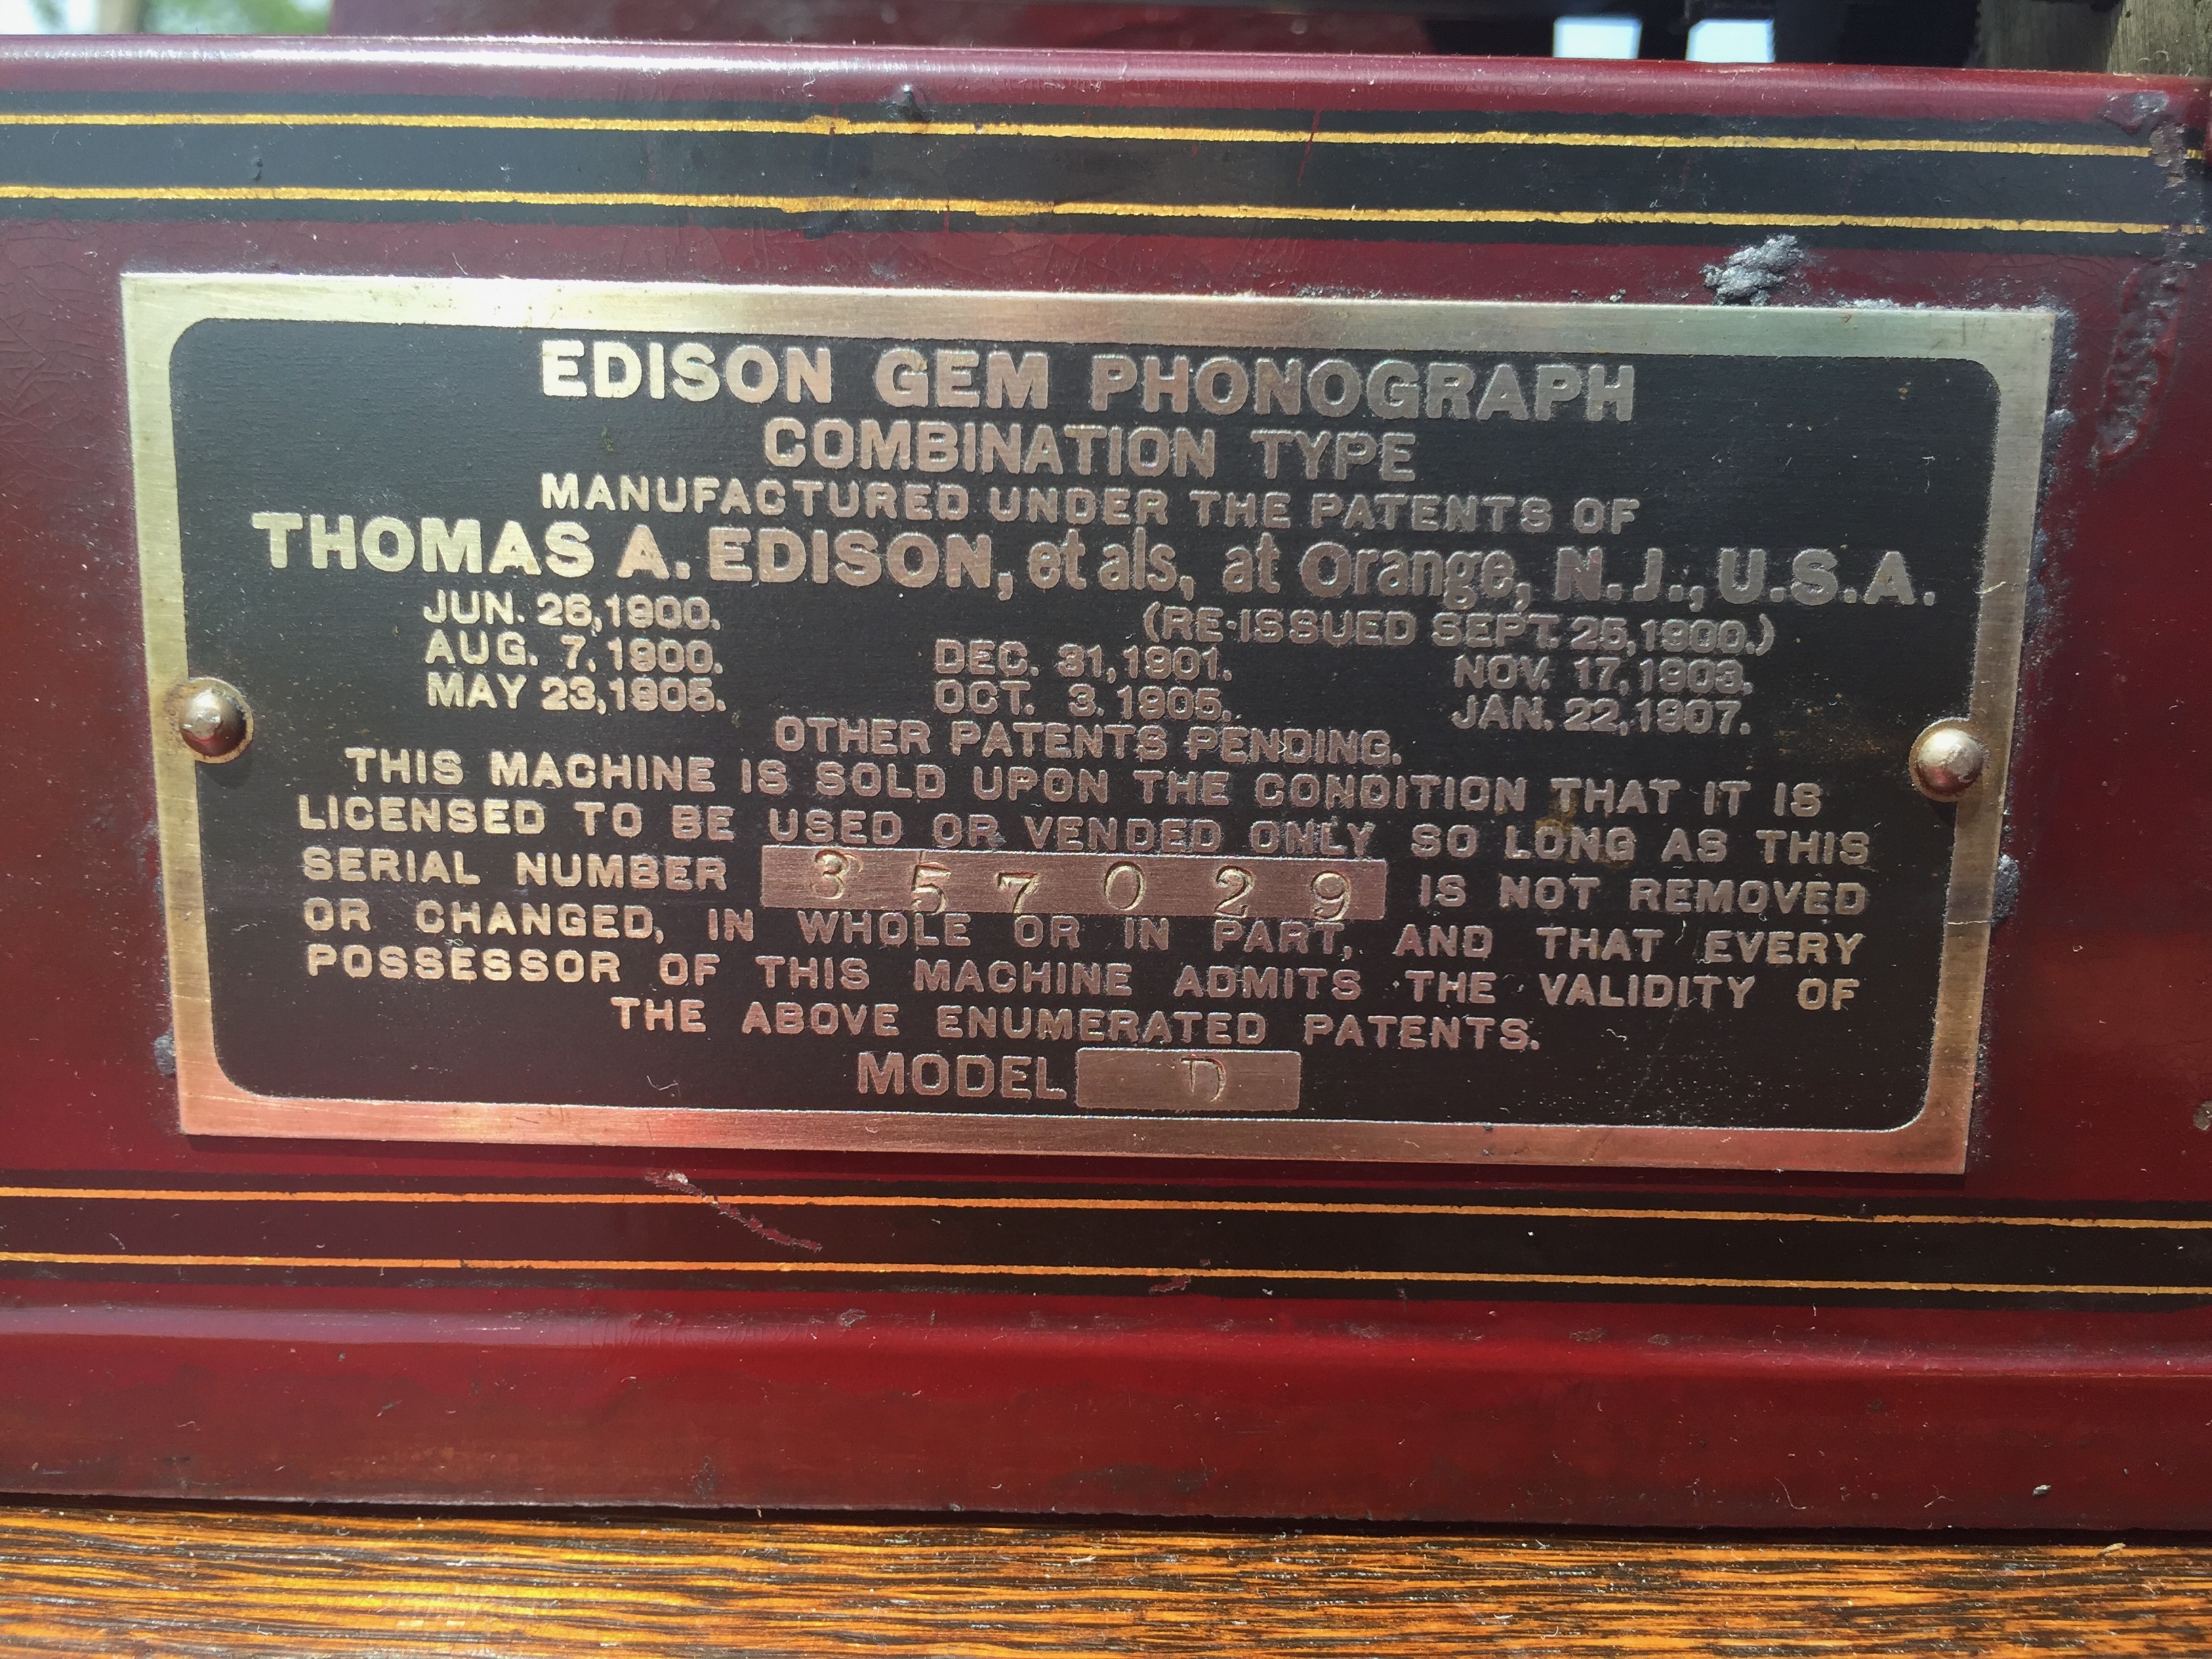 EDISON GEM PHONOGRAPH
COMBINATION TYPE
MANUFACTURED UNDER THE PATENTS OF
THOMAS A. EDISON, et als, at Orange, N.J., U.S.A.
JUN. 26,1900. (RE-ISSUED SEPT. 25,1900.)
AUG. 7, 1900. DEC. 31,1901. NOV. 17,1903.
MAY 23,1905. OCT. 3, 1905. JAN. 22,1907.
OTHER PATENTS PENDING.
THIS MACHINE IS SOLD UPON THE CONDITION THAT IT IS
LICENSED TO BE USED OR VENDED ONLY SO LONG AS THIS
SERIAL NUMBER 357029 IS NOT REMOVED
OR CHANGED, IN WHOLE OR IN PART, AND THAT EVERY
POSSESSOR OF THIS MACHINE ADMITS THE VALIDITY OF
THE ABOVE ENUMERATED PATENTS.
MODEL D